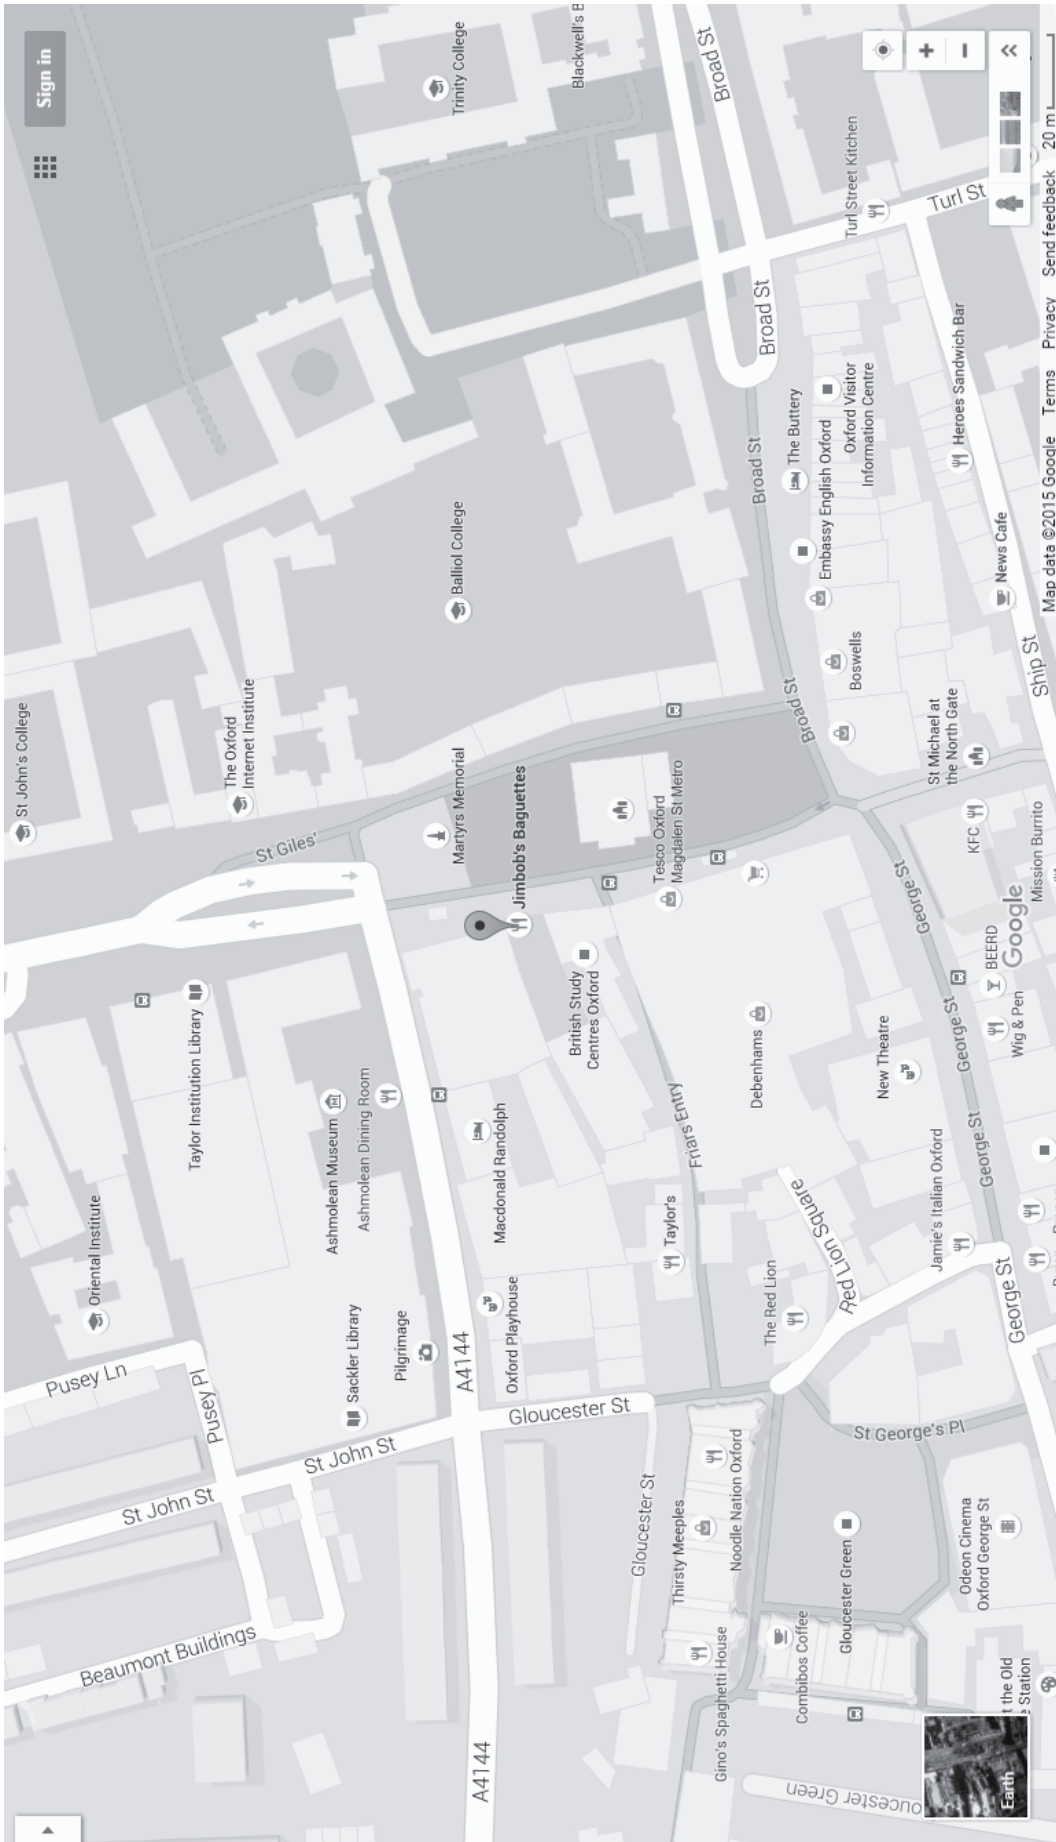 Sign in
St John's College
Trinity College
Blackwell's B
Broad St
The Oxford
Internet Institute
St Giles'
Balliol College
Turl Street Kitchen
Turl St
Martyrs Memorial
Jimbob's Baguettes
Broad St
The Buttery
Oxford Visitor
Information Centre
Embassy English Oxford
Heroes Sandwich Bar
Broad St
Boswells
News Cafe
Broad St
Ship St
St Michael at
the North Gate
Tesco Oxford
Magdalen St Metro
Taylor Institution Library
Oriental Institute
Ashmolean Museum
Ashmolean Dining Room
British Study
Centres Oxford
KFC
Mission Burrito
George St
BEERD
Wig & Pen
George St
Macdonald Randolph
Debenhams
New Theatre
Friars Entry
Taylor's
George St
Jamie's Italian Oxford
Red Lion Square
The Red Lion
George St
Pusey Ln
Pusey Pl
Sackler Library
Pilgrimage
Oxford Playhouse
A4144
Gloucester St
St John St
St John St
St George's Pl
Gloucester St
Thirsty Meeples
Noodle Nation Oxford
Gloucester Green
Odeon Cinema
Oxford George St
Beaumont Buildings
Gino's Spaghetti House
Combibos Coffee
t the Old
e Station
A4144
oucester Green
Earth
Google
Map data ©2015 Google Terms Privacy Send feedback 20 m